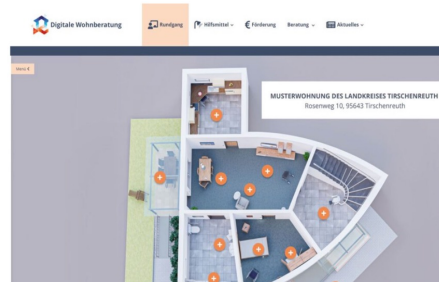 Digitale Wohnberatung
Rundgang
Hilfsmittel
Förderung
Beratung
Aktuelles
Menü
MUSTERWOHNUNG DES LANDKREISES TIRSCHENREUTH
Rosenweg 10, 95643 Tirschenreuth